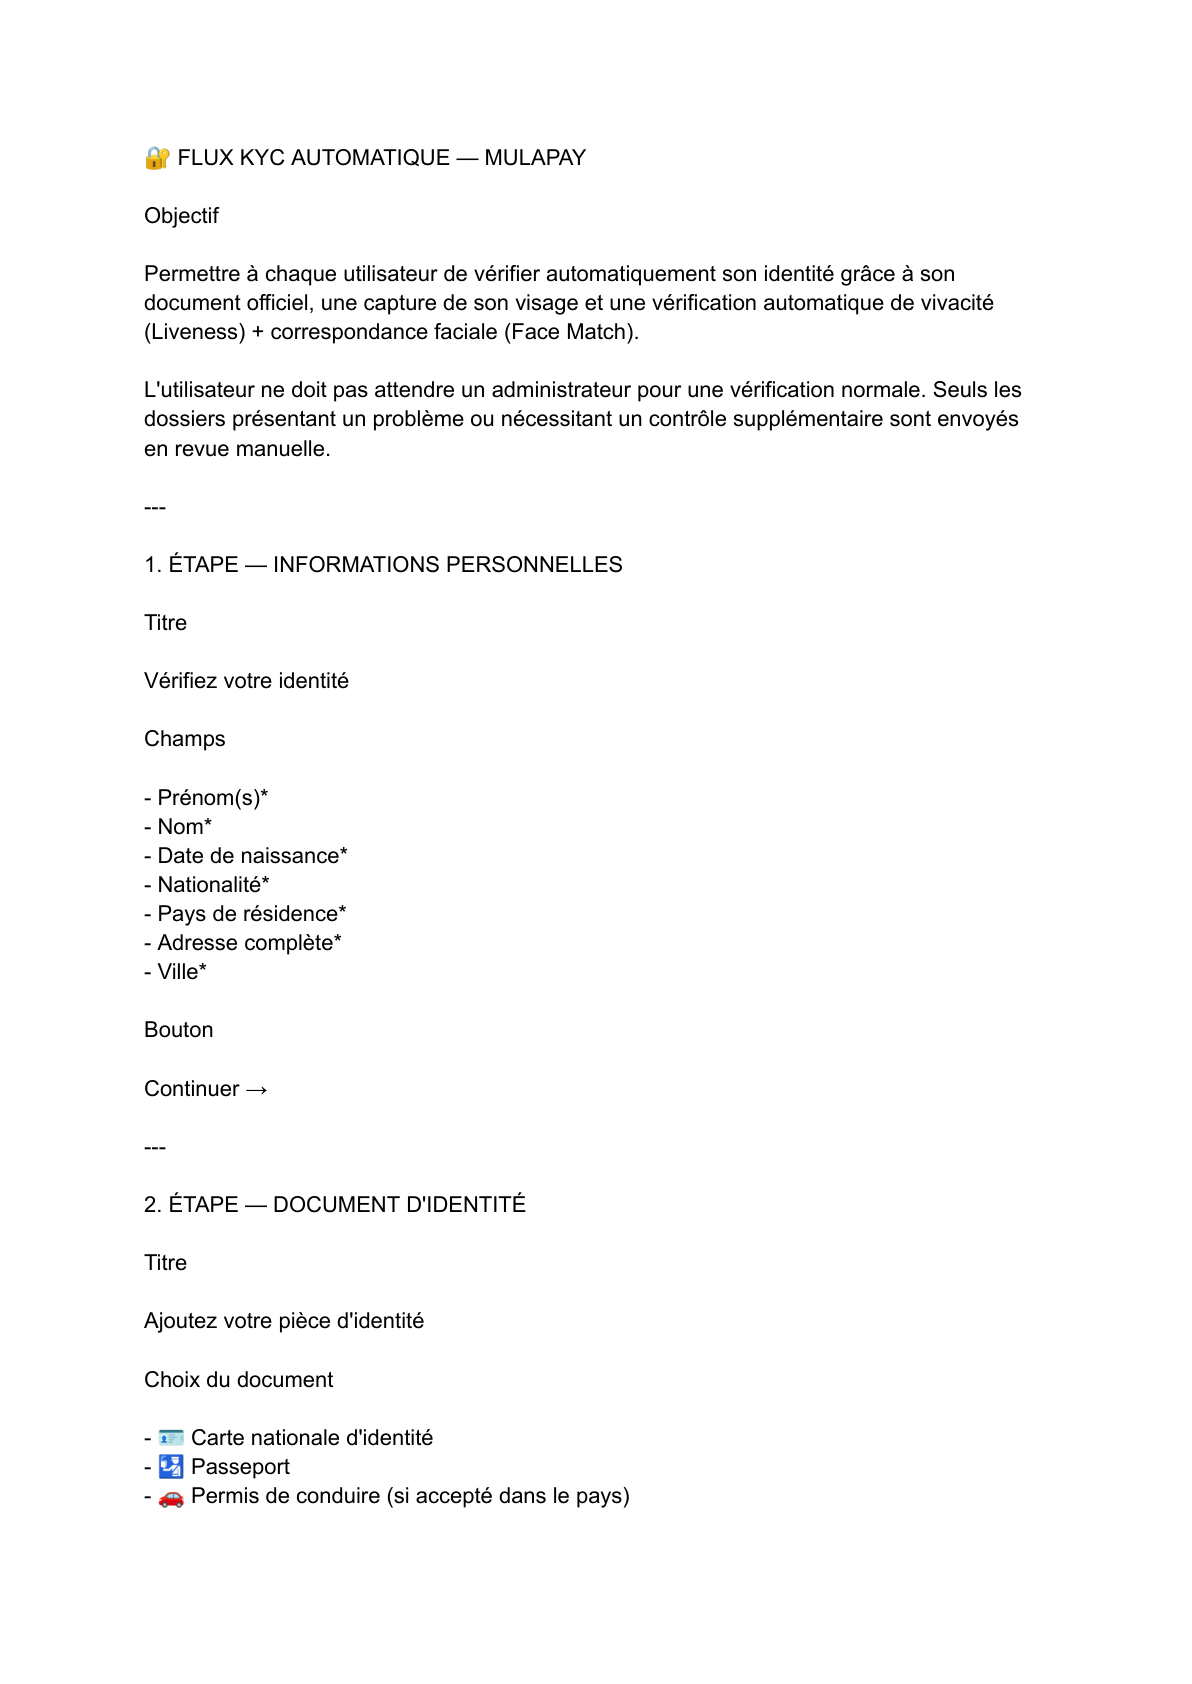 🔐 FLUX KYC AUTOMATIQUE — MULAPAY
Objectif
Permettre à chaque utilisateur de vérifier automatiquement son identité grâce à son
document officiel, une capture de son visage et une vérification automatique de vivacité
(Liveness) + correspondance faciale (Face Match).
L'utilisateur ne doit pas attendre un administrateur pour une vérification normale. Seuls les
dossiers présentant un problème ou nécessitant un contrôle supplémentaire sont envoyés
en revue manuelle.
---
1. ÉTAPE — INFORMATIONS PERSONNELLES
Titre
Vérifiez votre identité
Champs
- Prénom(s)*
- Nom*
- Date de naissance*
- Nationalité*
- Pays de résidence*
- Adresse complète*
- Ville*
Bouton
Continuer →
---
2. ÉTAPE — DOCUMENT D'IDENTITÉ
Titre
Ajoutez votre pièce d'identité
Choix du document
- 🪪 Carte nationale d'identité
- 🛂 Passeport
- 🚗 Permis de conduire (si accepté dans le pays)